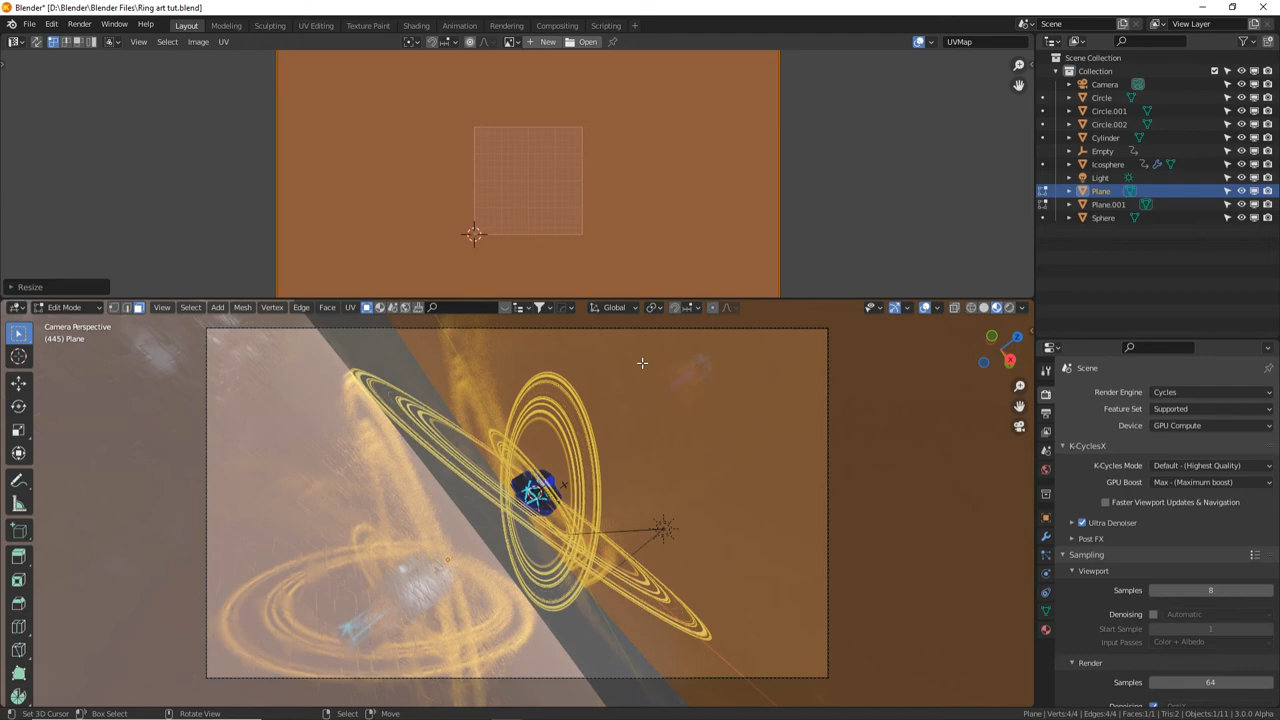 Blender* [D:\Blender\Blender Files\Ring art tut.blend]
File Edit Render Window Help Layout Modeling Sculpting UV Editing Texture Paint Shading Animation Rendering Compositing Scripting Scene View Layer
View Select Image UV New Open UVMap
Scene Collection
Collection
Camera
Circle
Circle.001
Circle.002
Cylinder
Empty
Icosphere
Light
Plane
Plane.001
Sphere
Resize
Edit Mode View Select Add Mesh Vertex Edge Face UV Global
Camera Perspective
(445) Plane
Z
X
Scene
Render Engine Cycles
Feature Set Supported
Device GPU Compute
K-CyclesX
K-Cycles Mode Default - (Highest Quality)
GPU Boost Max - (Maximum boost)
Faster Viewport Updates & Navigation
Ultra Denoiser
Post FX
Sampling
Viewport
Samples 8
Denoising Automatic
Start Sample 1
Input Passes Color + Albedo
Render
Samples 64
Set 3D Cursor Box Select Rotate View Select Move Plane | Verts:4/4 | Edges:4/4 | Faces:1/1 | Tris:2 | Objects:1/11 | 3.0.0 Alpha